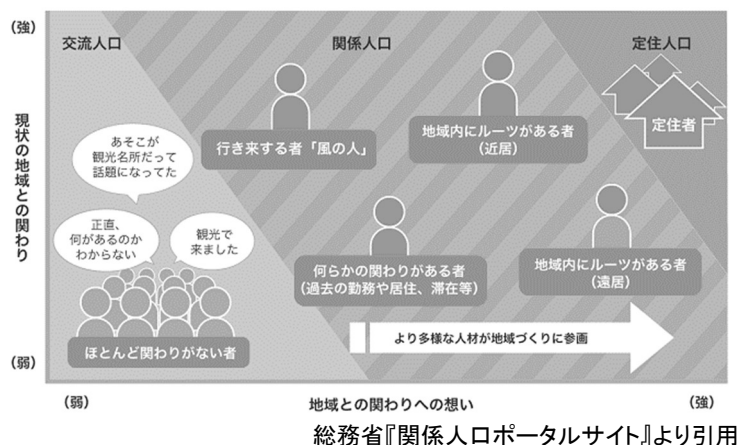 (強)
交流人口
関係人口
定住人口
現状の地域との関わり
あそこが
観光名所だって
話題になってた
正直、
何があるのか
わからない
観光で
来ました
行き来する者「風の人」
地域内にルーツがある者
(近居)
定住者
何らかの関わりがある者
(過去の勤務や居住、滞在等)
地域内にルーツがある者
(遠居)
ほとんど関わりがない者
より多様な人材が地域づくりに参画
(弱)
(弱)
地域との関わりへの想い
(強)
総務省『関係人口ポータルサイト』より引用